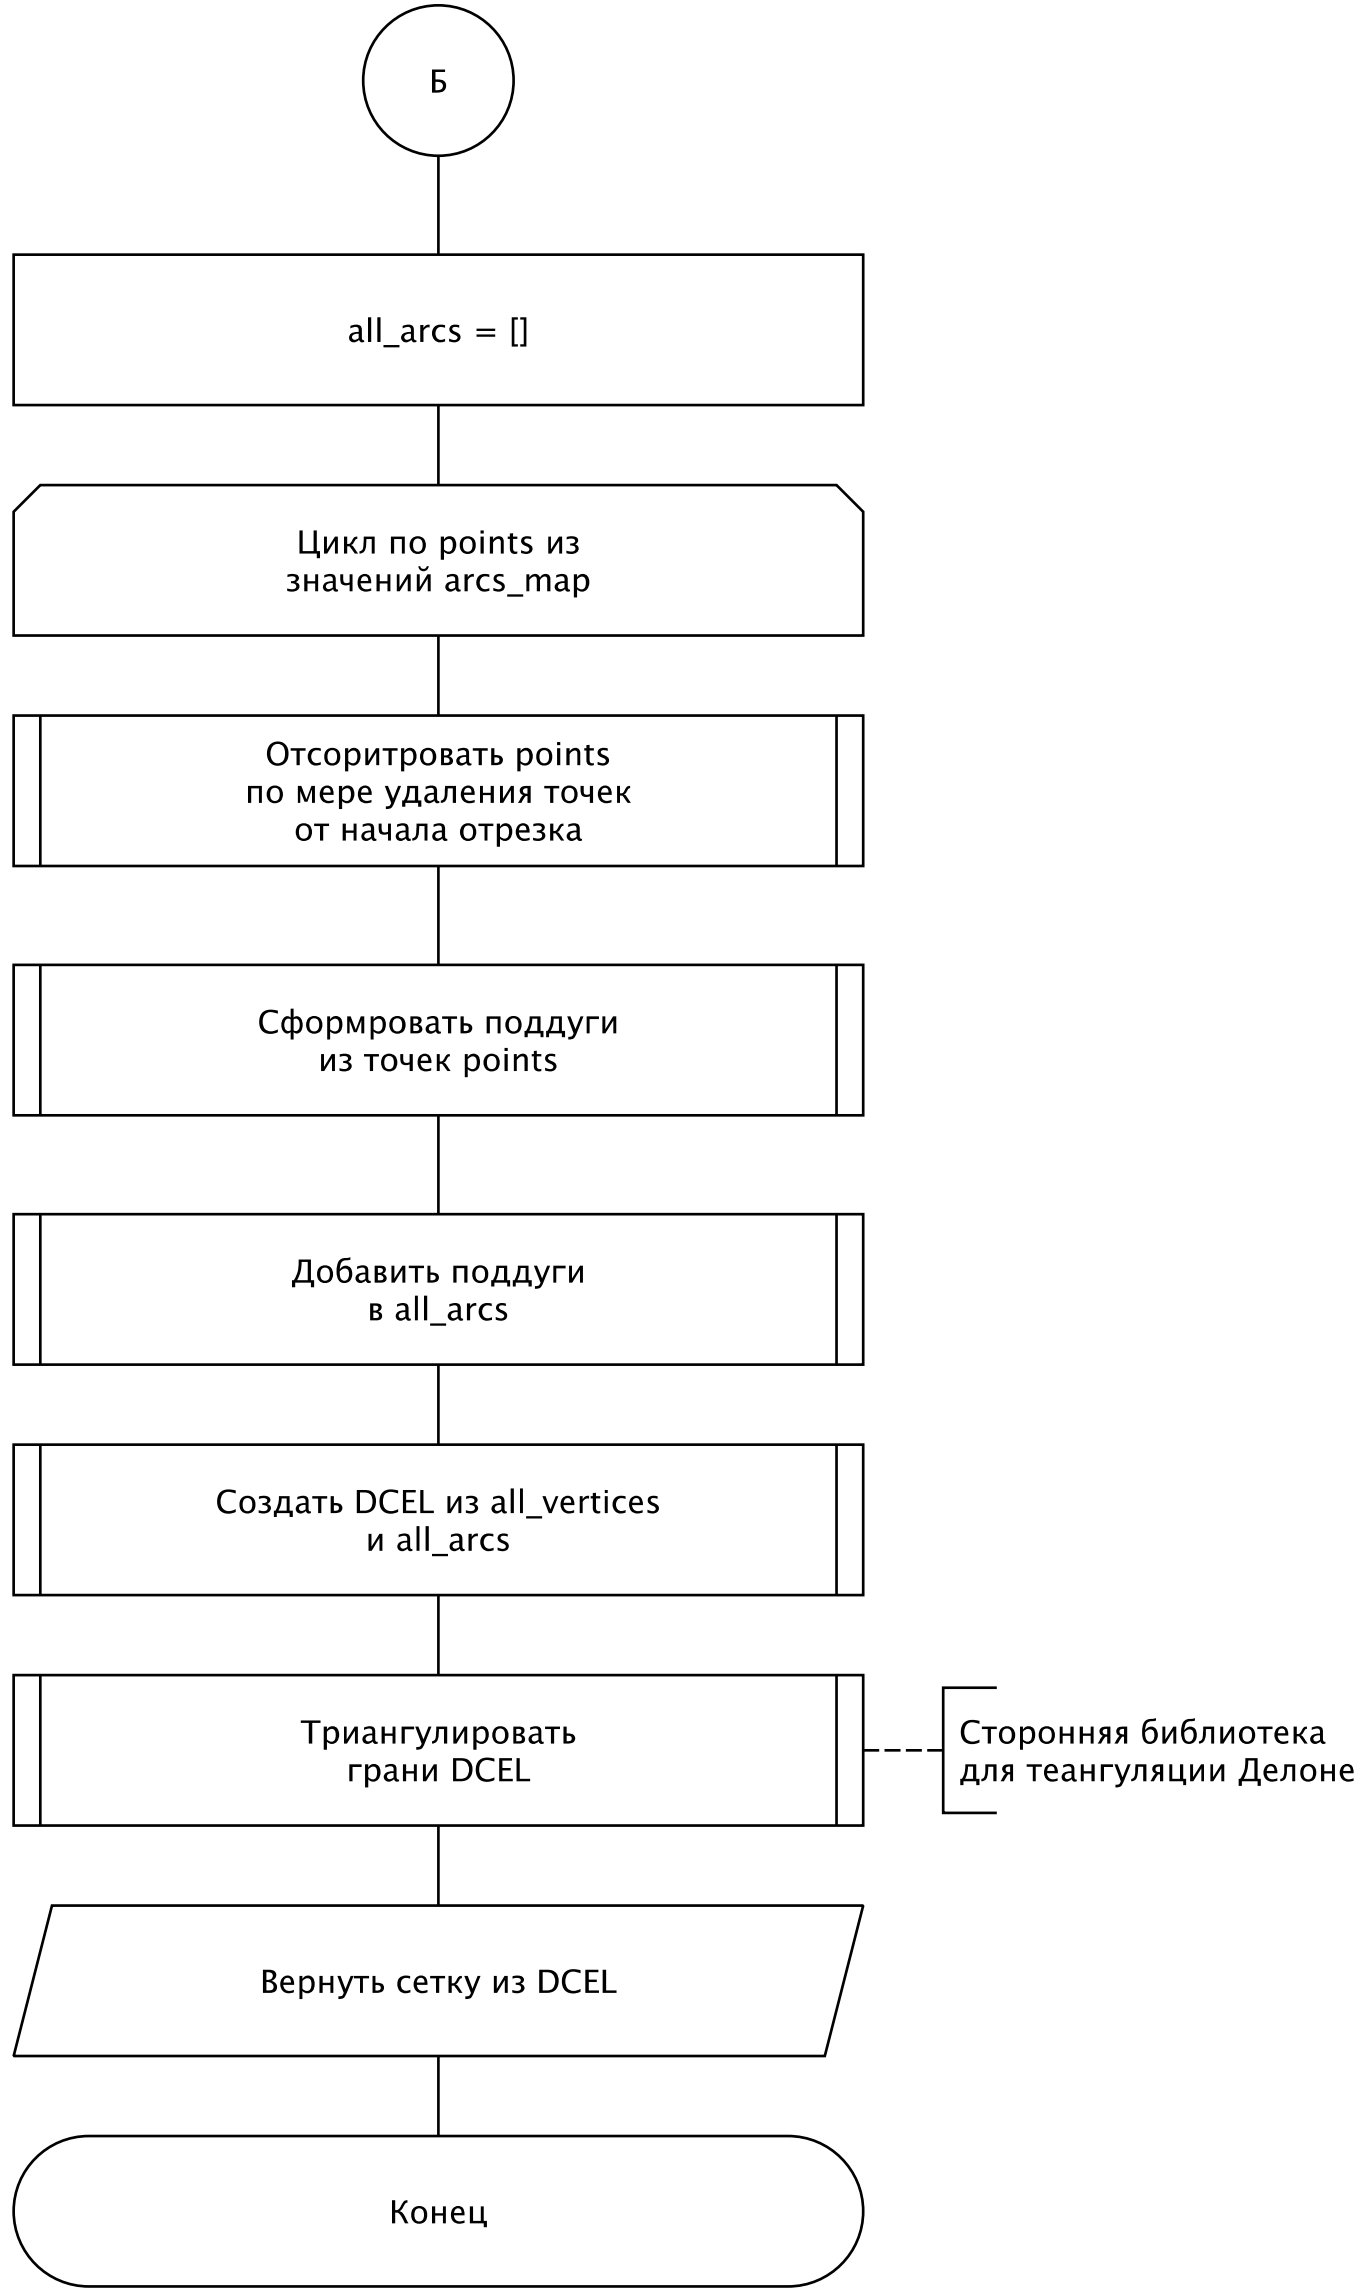 Б
all_arcs = []
Цикл по points из
значений arcs_map
Отсоритровать points
по мере удаления точек
от начала отрезка
Сформровать поддуги
из точек points
Добавить поддуги
в all_arcs
Создать DCEL из all_vertices
и all_arcs
Триангулировать
грани DCEL
Сторонняя библиотека
для теангуляции Делоне
Вернуть сетку из DCEL
Конец